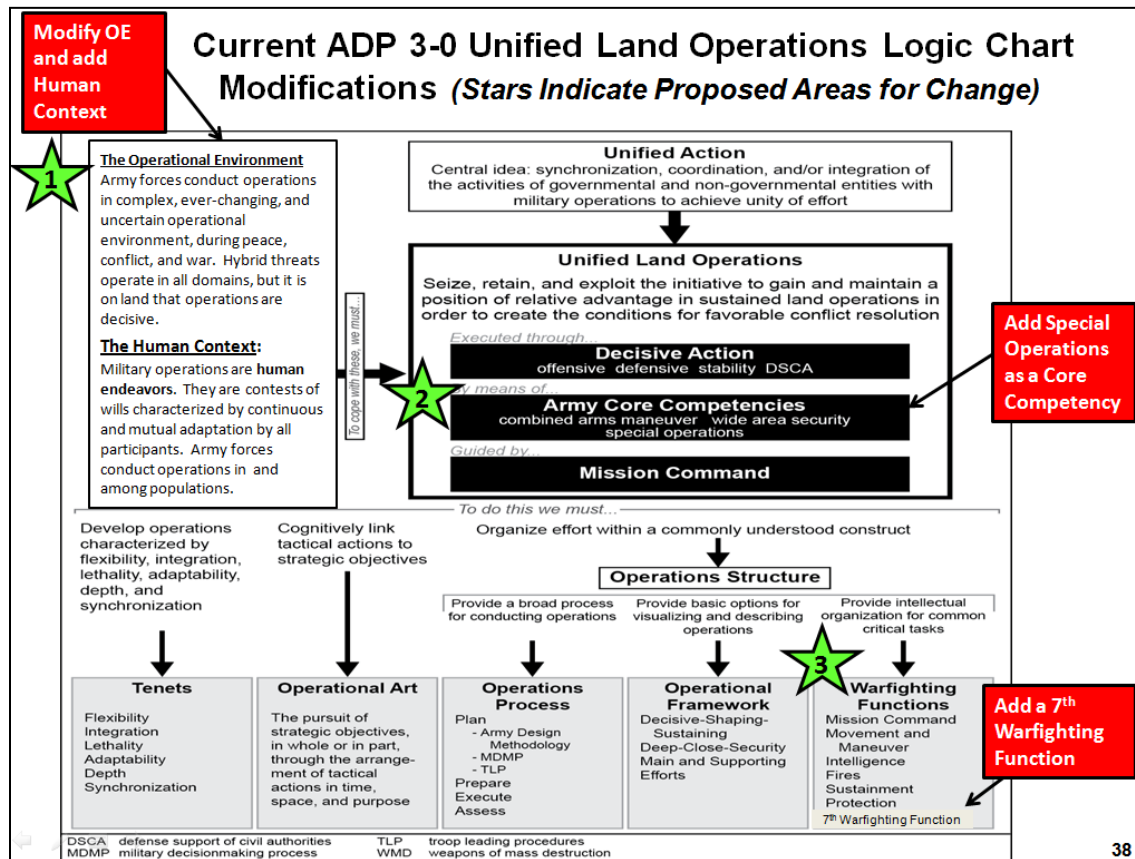 Modify OE
and add
Human
Context
Current ADP 3-0 Unified Land Operations Logic Chart
Modifications (Stars Indicate Proposed Areas for Change)
1
The Operational Environment
Army forces conduct operations
in complex, ever-changing, and
uncertain operational
environment, during peace,
conflict, and war. Hybrid threats
operate in all domains, but it is
on land that operations are
decisive.
The Human Context:
Military operations are human
endeavors. They are contests of
wills characterized by continuous
and mutual adaptation by all
participants. Army forces
conduct operations in and
among populations.
To cope with these, we must...
Unified Action
Central idea: synchronization, coordination, and/or integration of
the activities of governmental and non-governmental entities with
military operations to achieve unity of effort
Unified Land Operations
Seize, retain, and exploit the initiative to gain and maintain a
position of relative advantage in sustained land operations in
order to create the conditions for favorable conflict resolution
Executed through...
Decisive Action
offensive defensive stability DSCA
2
By means of...
Army Core Competencies
combined arms maneuver wide area security
special operations
Guided by...
Mission Command
Add Special
Operations
as a Core
Competency
To do this we must...
Develop operations
characterized by
flexibility, integration,
lethality, adaptability,
depth, and
synchronization
Cognitively link
tactical actions to
strategic objectives
Organize effort within a commonly understood construct
Operations Structure
Provide a broad process
for conducting operations
Provide basic options for
visualizing and describing
operations
Provide intellectual
organization for common
critical tasks
3
Tenets
Flexibility
Integration
Lethality
Adaptability
Depth
Synchronization
Operational Art
The pursuit of
strategic objectives,
in whole or in part,
through the arrange-
ment of tactical
actions in time,
space, and purpose
Operations
Process
Plan
- Army Design
Methodology
- MDMP
- TLP
Prepare
Execute
Assess
Operational
Framework
Decisive-Shaping-
Sustaining
Deep-Close-Security
Main and Supporting
Efforts
Warfighting
Functions
Mission Command
Movement and
Maneuver
Intelligence
Fires
Sustainment
Protection
7th Warfighting Function
Add a 7th
Warfighting
Function
DSCA defense support of civil authorities TLP troop leading procedures
MDMP military decisionmaking process WMD weapons of mass destruction
38